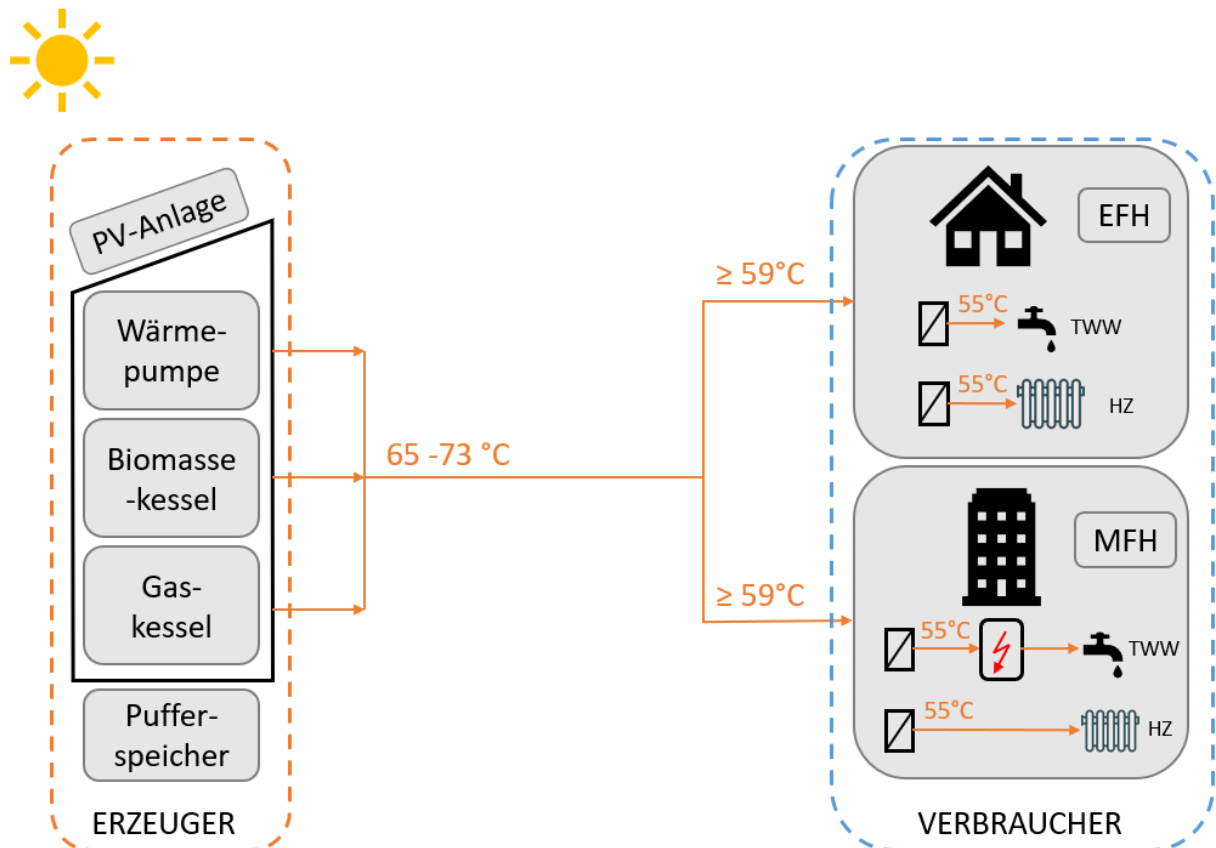 PV-Anlage
Wärme-
pumpe
Biomasse
-kessel
Gas-
kessel
Puffer-
speicher
ERZEUGER
65 -73 °C
≥ 59°C
≥ 59°C
EFH
55°C
TWW
55°C
HZ
MFH
55°C
TWW
55°C
HZ
VERBRAUCHER